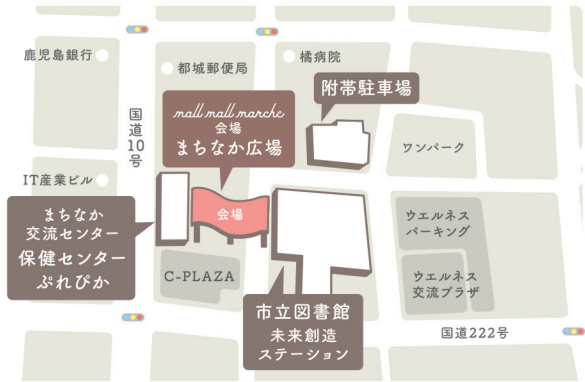 鹿児島銀行
都城郵便局
橘病院
附帯駐車場
mall mall marche
会場
まちなか広場
国道10号
ワンパーク
IT産業ビル
まちなか
交流センター
保健センター
ぷれぴか
会場
ウエルネス
パーキング
C-PLAZA
ウエルネス
交流プラザ
市立図書館
未来創造
ステーション
国道222号